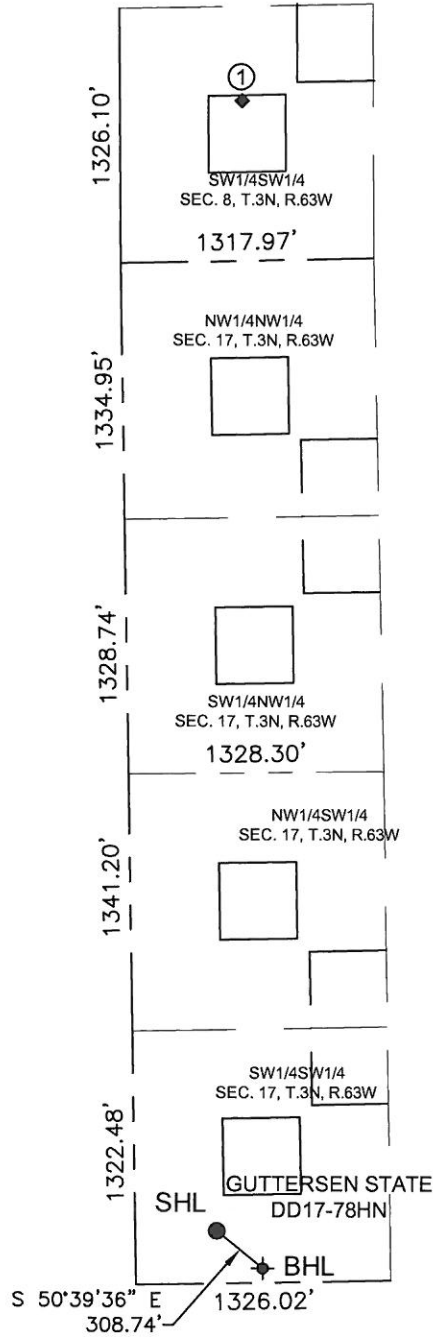 1
1326.10'
SW1/4SW1/4
SEC. 8, T.3N, R.63W
1317.97'
NW1/4NW1/4
SEC. 17, T.3N, R.63W
1334.95'
1328.74'
SW1/4NW1/4
SEC. 17, T.3N, R.63W
1328.30'
NW1/4SW1/4
SEC. 17, T.3N, R.63W
1341.20'
SW1/4SW1/4
SEC. 17, T.3N, R.63W
1322.48'
GUTTERSEN STATE
DD17-78HN
SHL
BHL
S 50°39'36" E
308.74'
1326.02'